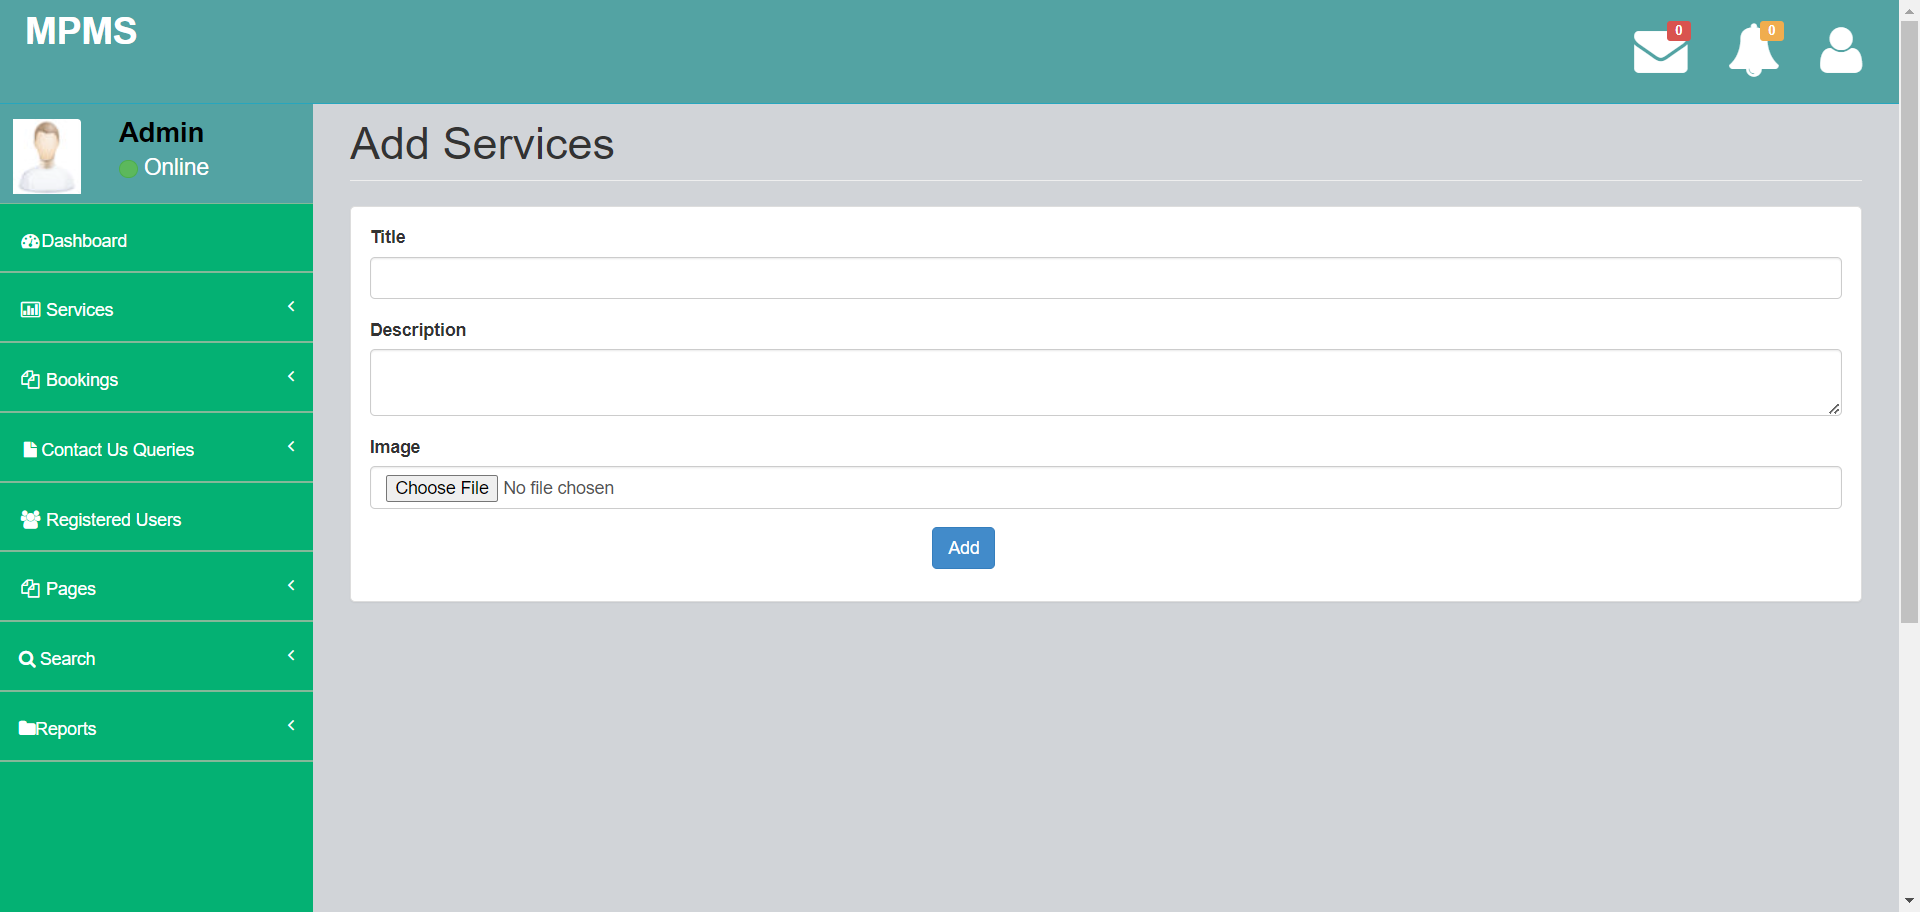 MPMS
0
0
Admin
Online
Dashboard
Services
Bookings
Contact Us Queries
Registered Users
Pages
Search
Reports
Add Services
Title
Description
Image
Choose File No file chosen
Add